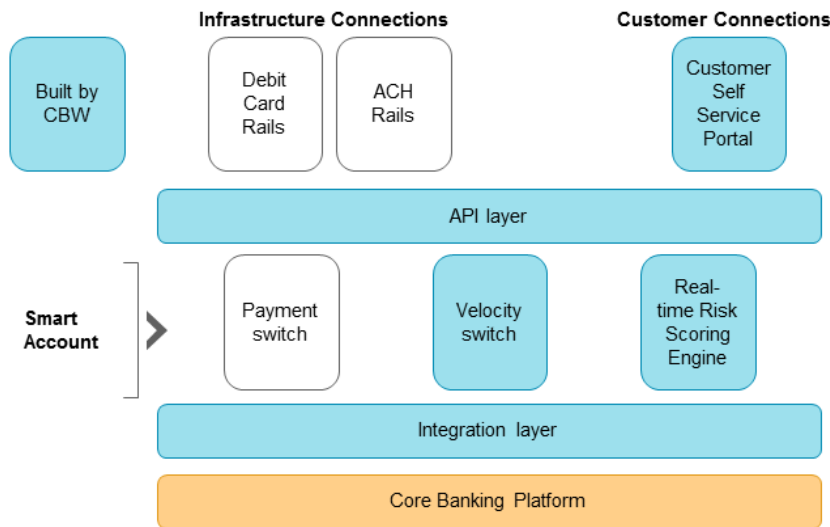 Infrastructure Connections
Customer Connections
Built by
CBW
Debit
Card
Rails
ACH
Rails
Customer
Self
Service
Portal
API layer
Smart
Account
Payment
switch
Velocity
switch
Real-
time Risk
Scoring
Engine
Integration layer
Core Banking Platform